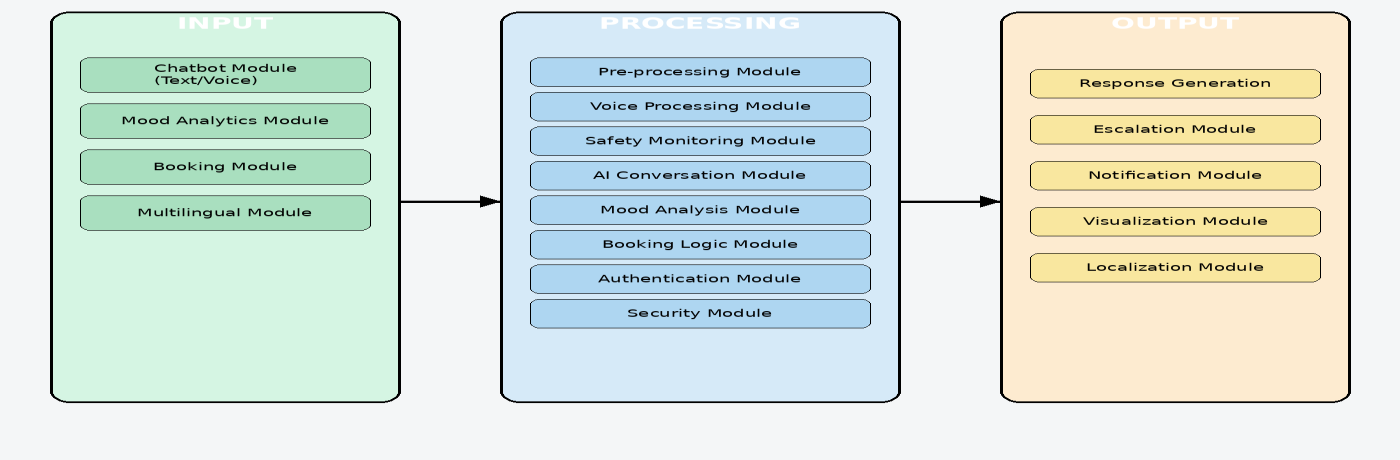 INPUT
Chatbot Module
(Text/Voice)
Mood Analytics Module
Booking Module
Multilingual Module
PROCESSING
Pre-processing Module
Voice Processing Module
Safety Monitoring Module
AI Conversation Module
Mood Analysis Module
Booking Logic Module
Authentication Module
Security Module
OUTPUT
Response Generation
Escalation Module
Notification Module
Visualization Module
Localization Module